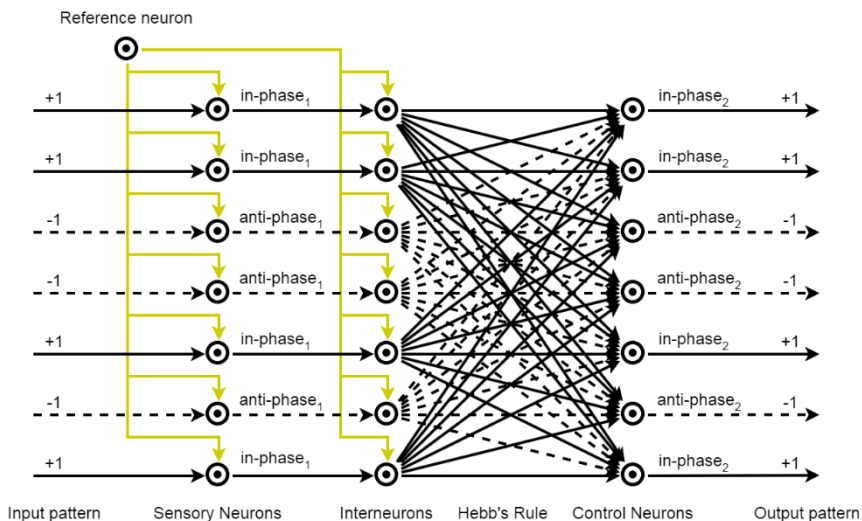 Reference neuron
+1 in-phase₁ in-phase₂ +1
+1 in-phase₁ in-phase₂ +1
-1 anti-phase₁ anti-phase₂ -1
-1 anti-phase₁ anti-phase₂ -1
+1 in-phase₁ in-phase₂ +1
-1 anti-phase₁ anti-phase₂ -1
+1 in-phase₁ in-phase₂ +1
Input pattern Sensory Neurons Interneurons Hebb's Rule Control Neurons Output pattern